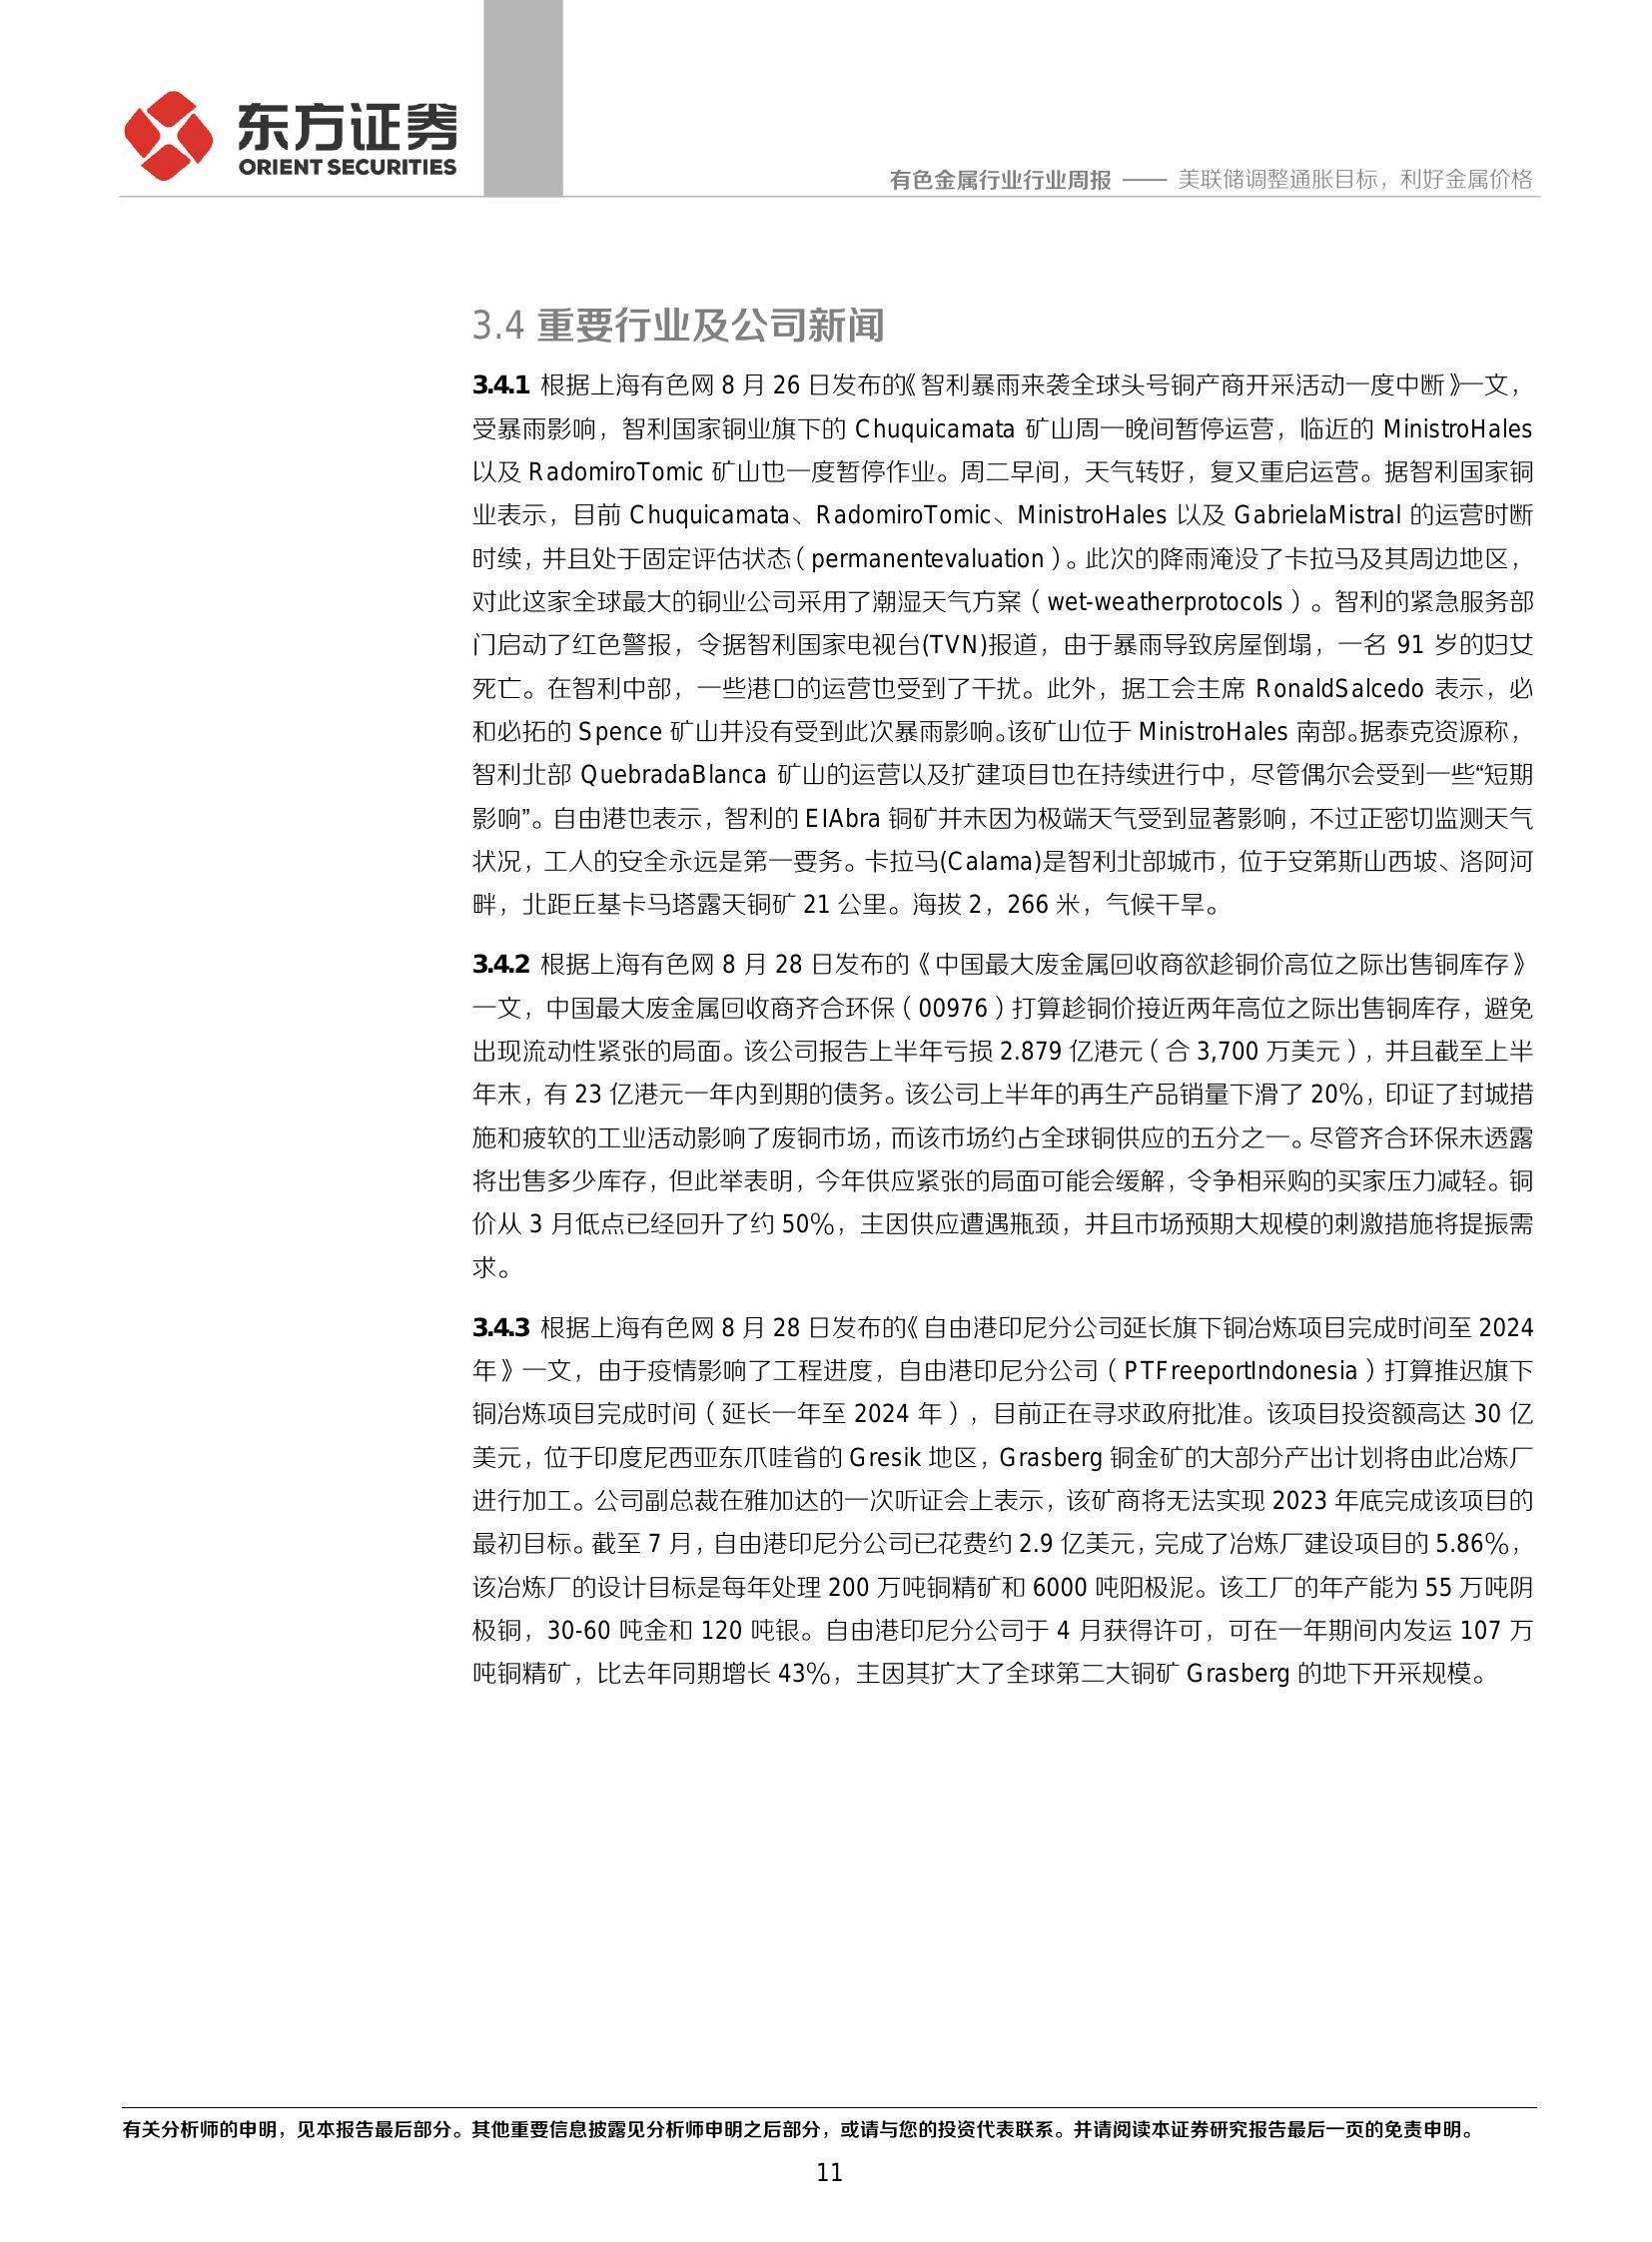 东方证券
ORIENT SECURITIES
有色金属行业行业周报 —— 美联储调整通胀目标，利好金属价格
3.4 重要行业及公司新闻
3.4.1 根据上海有色网 8 月 26 日发布的《智利暴雨来袭全球头号铜产商开采活动一度中断》一文，
受暴雨影响，智利国家铜业旗下的 Chuquicamata 矿山周一晚间暂停运营，临近的 MinistroHales
以及 RadomiroTomic 矿山也一度暂停作业。周二早间，天气转好，复又重启运营。据智利国家铜
业表示，目前 Chuquicamata、RadomiroTomic、MinistroHales 以及 GabrielaMistral 的运营时断
时续，并且处于固定评估状态（permanentevaluation）。此次的降雨淹没了卡拉马及其周边地区，
对此这家全球最大的铜业公司采用了潮湿天气方案（wet-weatherprotocols）。智利的紧急服务部
门启动了红色警报，令据智利国家电视台(TVN)报道，由于暴雨导致房屋倒塌，一名 91 岁的妇女
死亡。在智利中部，一些港口的运营也受到了干扰。此外，据工会主席 RonaldSalcedo 表示，必
和必拓的 Spence 矿山并没有受到此次暴雨影响。该矿山位于 MinistroHales 南部。据泰克资源称，
智利北部 QuebradaBlanca 矿山的运营以及扩建项目也在持续进行中，尽管偶尔会受到一些“短期
影响”。自由港也表示，智利的 ElAbra 铜矿并未因为极端天气受到显著影响，不过正密切监测天气
状况，工人的安全永远是第一要务。卡拉马(Calama)是智利北部城市，位于安第斯山西坡、洛阿河
畔，北距丘基卡马塔露天铜矿 21 公里。海拔 2，266 米，气候干旱。
3.4.2 根据上海有色网 8 月 28 日发布的《中国最大废金属回收商欲趁铜价高位之际出售铜库存》
一文，中国最大废金属回收商齐合环保（00976）打算趁铜价接近两年高位之际出售铜库存，避免
出现流动性紧张的局面。该公司报告上半年亏损 2.879 亿港元（合 3,700 万美元），并且截至上半
年末，有 23 亿港元一年内到期的债务。该公司上半年的再生产品销量下滑了 20%，印证了封城措
施和疲软的工业活动影响了废铜市场，而该市场约占全球铜供应的五分之一。尽管齐合环保未透露
将出售多少库存，但此举表明，今年供应紧张的局面可能会缓解，令争相采购的买家压力减轻。铜
价从 3 月低点已经回升了约 50%，主因供应遭遇瓶颈，并且市场预期大规模的刺激措施将提振需
求。
3.4.3 根据上海有色网 8 月 28 日发布的《自由港印尼分公司延长旗下铜冶炼项目完成时间至 2024
年》一文，由于疫情影响了工程进度，自由港印尼分公司（PTFreeportIndonesia）打算推迟旗下
铜冶炼项目完成时间（延长一年至 2024 年），目前正在寻求政府批准。该项目投资额高达 30 亿
美元，位于印度尼西亚东爪哇省的 Gresik 地区，Grasberg 铜金矿的大部分产出计划将由此冶炼厂
进行加工。公司副总裁在雅加达的一次听证会上表示，该矿商将无法实现 2023 年底完成该项目的
最初目标。截至 7 月，自由港印尼分公司已花费约 2.9 亿美元，完成了冶炼厂建设项目的 5.86%，
该冶炼厂的设计目标是每年处理 200 万吨铜精矿和 6000 吨阳极泥。该工厂的年产能为 55 万吨阴
极铜，30-60 吨金和 120 吨银。自由港印尼分公司于 4 月获得许可，可在一年期间内发运 107 万
吨铜精矿，比去年同期增长 43%，主因其扩大了全球第二大铜矿 Grasberg 的地下开采规模。
有关分析师的申明，见本报告最后部分。其他重要信息披露见分析师申明之后部分，或请与您的投资代表联系。并请阅读本证券研究报告最后一页的免责申明。
11